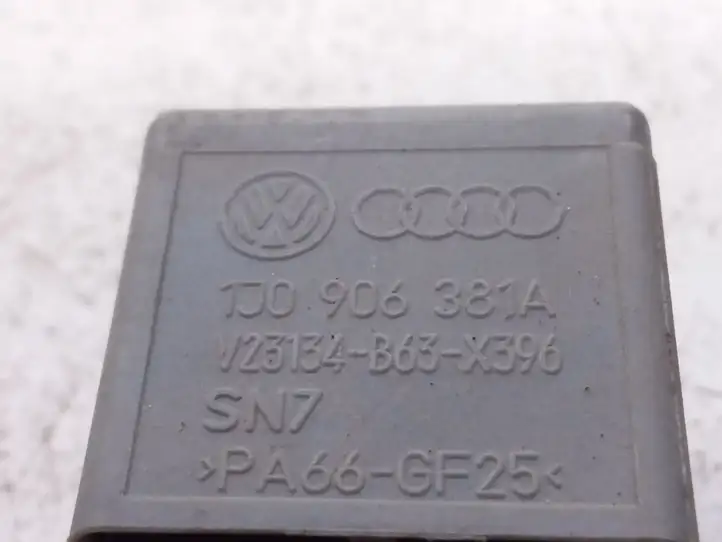 1J0 906 381A
V23134-B63-X396
SN7
>PA66-GF25<